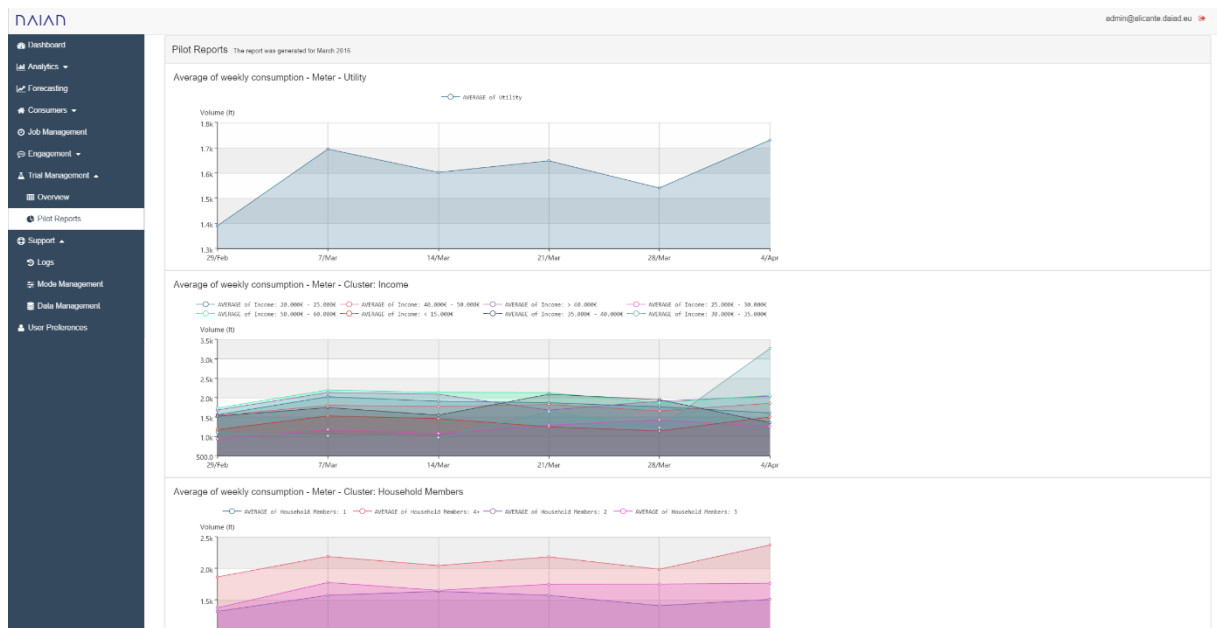 DAIAD
admin@alicante.daiad.eu
Dashboard
Analytics
Forecasting
Consumers
Job Management
Engagement
Trial Management
Overview
Pilot Reports
Support
Logs
Mode Management
Data Management
User Preferences
Pilot Reports The report was generated for March 2016
Average of weekly consumption - Meter - Utility
AVERAGE of Utility
Volume (lt)
1.8k
1.7k
1.6k
1.5k
1.4k
1.3k
29/Feb 7/Mar 14/Mar 21/Mar 28/Mar 4/Apr
Average of weekly consumption - Meter - Cluster: Income
AVERAGE of Income: 20.000€ - 25.000€ AVERAGE of Income: 40.000€ - 50.000€ AVERAGE of Income: > 60.000€ AVERAGE of Income: 25.000€ - 30.000€
AVERAGE of Income: 50.000€ - 60.000€ AVERAGE of Income: < 15.000€ AVERAGE of Income: 35.000€ - 40.000€ AVERAGE of Income: 30.000€ - 35.000€
Volume (lt)
3.5k
3.0k
2.5k
2.0k
1.5k
1.0k
500.0
29/Feb 7/Mar 14/Mar 21/Mar 28/Mar 4/Apr
Average of weekly consumption - Meter - Cluster: Household Members
AVERAGE of Household Members: 1 AVERAGE of Household Members: 4+ AVERAGE of Household Members: 2 AVERAGE of Household Members: 3
Volume (lt)
2.5k
2.0k
1.5k